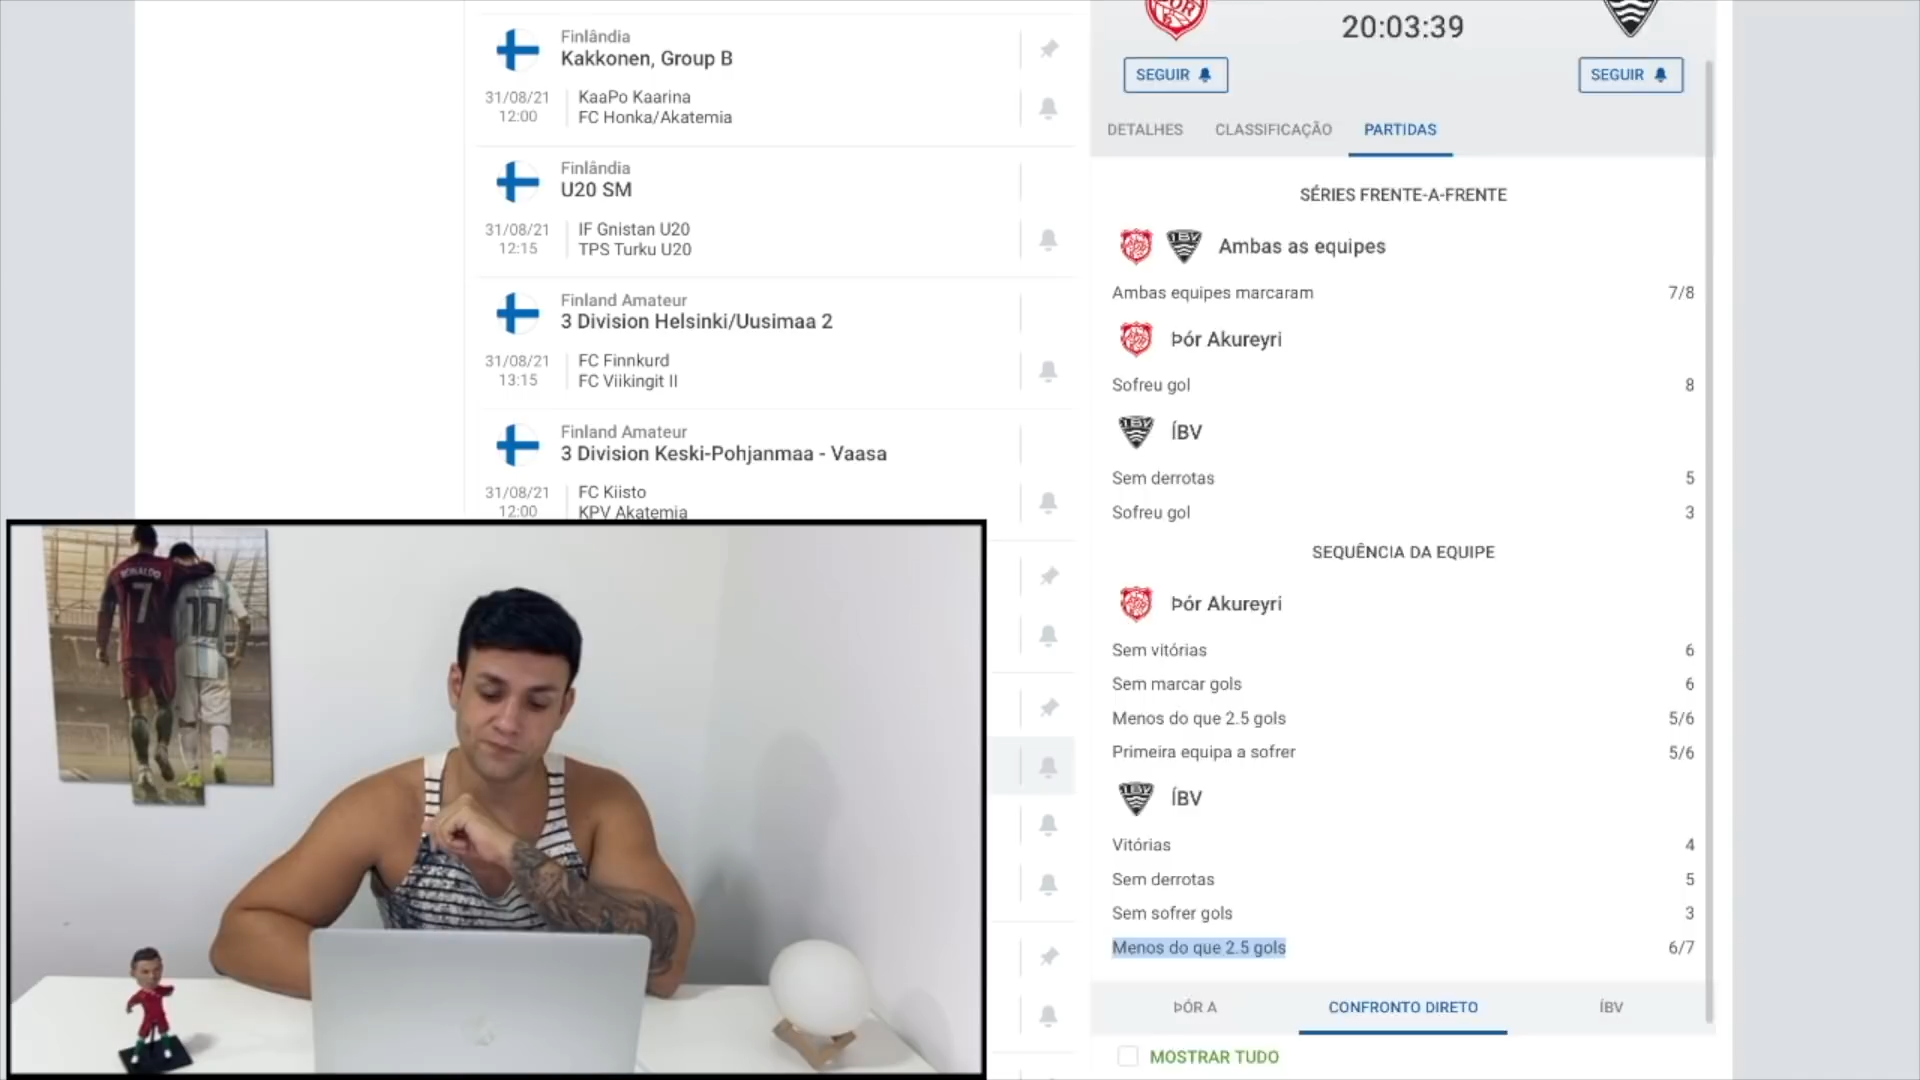 Finlândia
Kakkonen, Group B
31/08/21
12:00
KaaPo Kaarina
FC Honka/Akatemia
Finlândia
U20 SM
31/08/21
12:15
IF Gnistan U20
TPS Turku U20
Finland Amateur
3 Division Helsinki/Uusimaa 2
31/08/21
13:15
FC Finnkurd
FC Viikingit II
Finland Amateur
3 Division Keski-Pohjanmaa - Vaasa
31/08/21
12:00
FC Kiisto
KPV Akatemia
RONALDO
7
10
20:03:39
SEGUIR
SEGUIR
DETALHES
CLASSIFICAÇÃO
PARTIDAS
SÉRIES FRENTE-A-FRENTE
ÍBV
Ambas as equipes
Ambas equipes marcaram 7/8
Þór Akureyri
Sofreu gol 8
ÍBV
Sem derrotas 5
Sofreu gol 3
SEQUÊNCIA DA EQUIPE
Þór Akureyri
Sem vitórias 6
Sem marcar gols 6
Menos do que 2.5 gols 5/6
Primeira equipa a sofrer 5/6
ÍBV
Vitórias 4
Sem derrotas 5
Sem sofrer gols 3
Menos do que 2.5 gols 6/7
ÞÓR A
CONFRONTO DIRETO
ÍBV
MOSTRAR TUDO